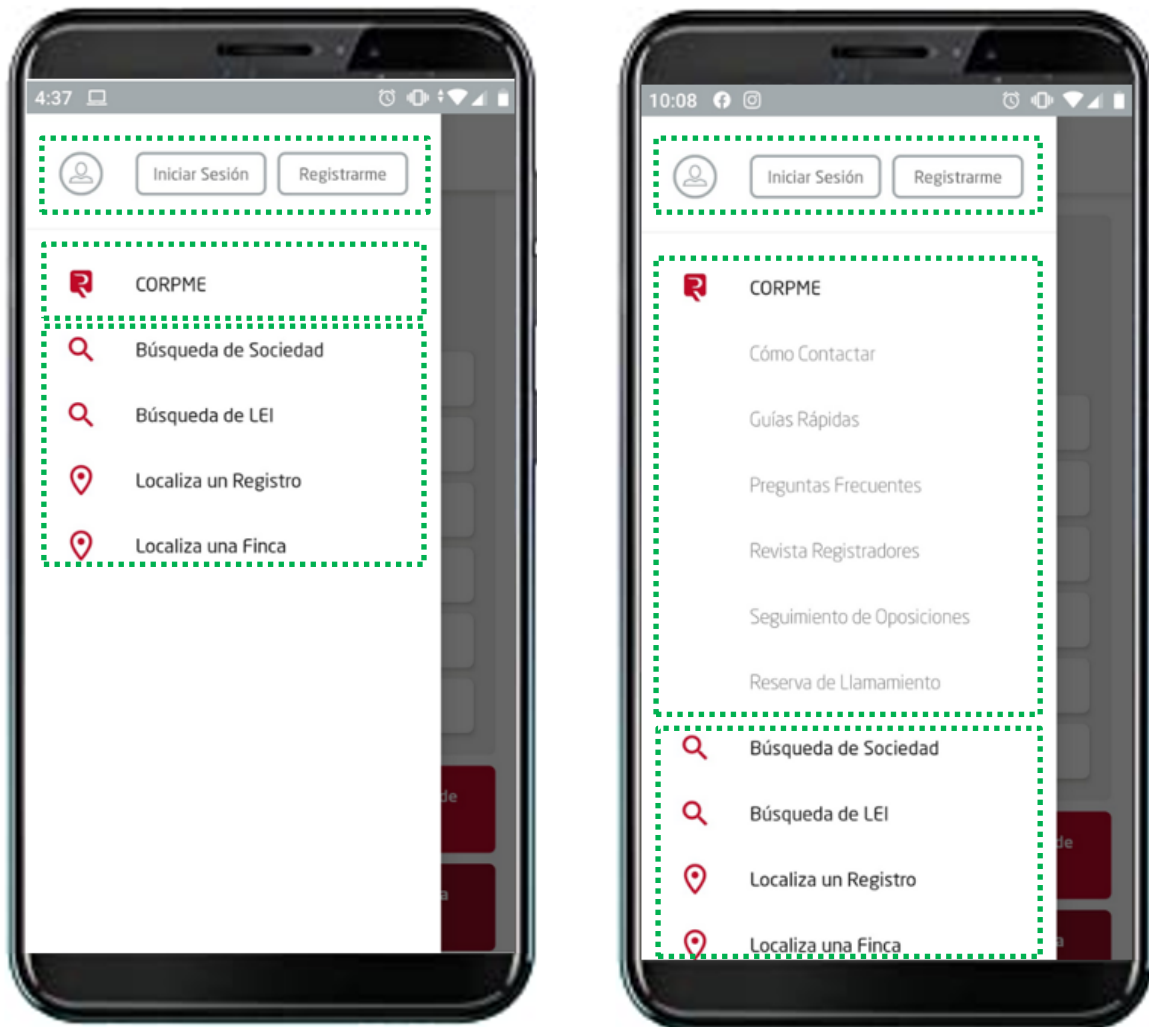 4:37
Iniciar Sesión Registrarme
CORPME
Búsqueda de Sociedad
Búsqueda de LEI
Localiza un Registro
Localiza una Finca
de
a
10:08
Iniciar Sesión Registrarme
CORPME
Cómo Contactar
Guías Rápidas
Preguntas Frecuentes
Revista Registradores
Seguimiento de Oposiciones
Reserva de Llamamiento
Búsqueda de Sociedad
Búsqueda de LEI
Localiza un Registro
Localiza una Finca
de
a